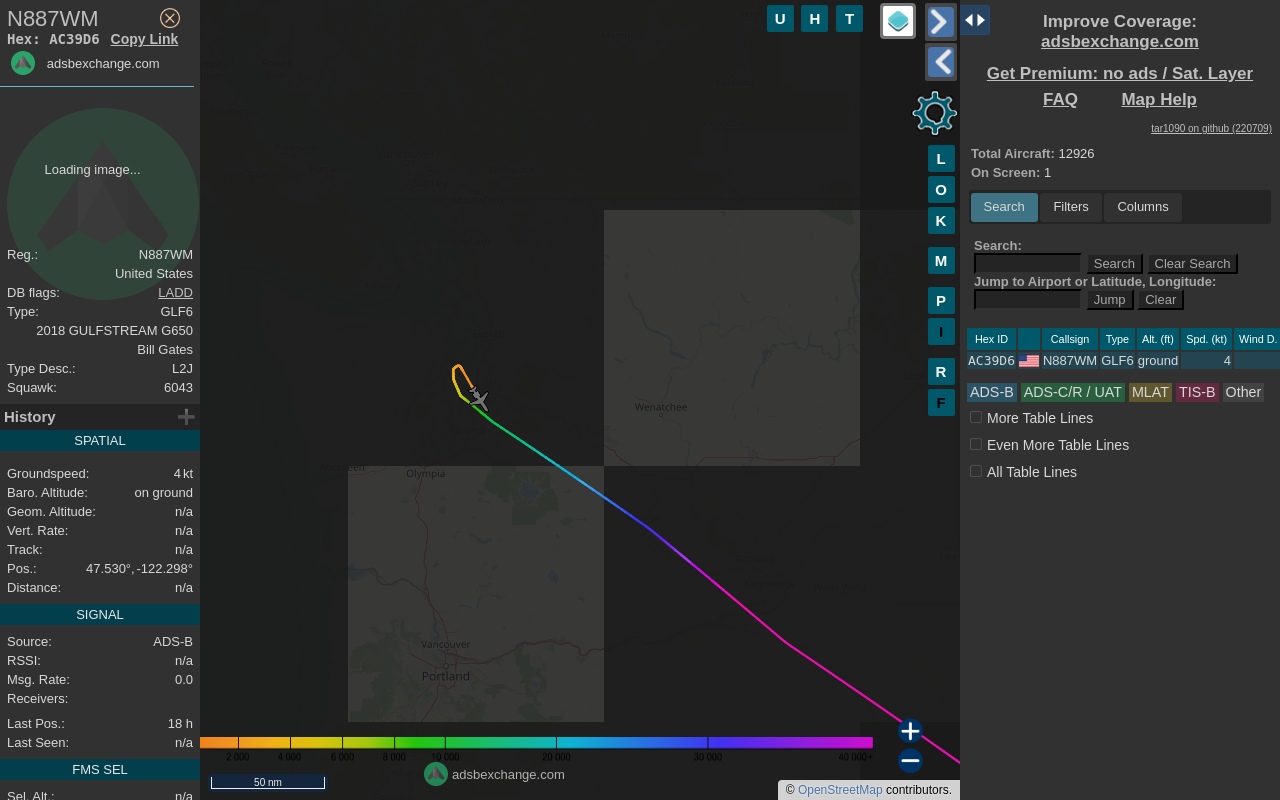 N887WM
Hex: AC39D6 Copy Link
adsbexchange.com
Loading image...
Reg.: N887WM
United States
DB flags: LADD
Type: GLF6
2018 GULFSTREAM G650
Bill Gates
Type Desc.: L2J
Squawk: 6043
History
SPATIAL
Groundspeed: 4 kt
Baro. Altitude: on ground
Geom. Altitude: n/a
Vert. Rate: n/a
Track: n/a
Pos.: 47.530°, -122.298°
Distance: n/a
SIGNAL
Source: ADS-B
RSSI: n/a
Msg. Rate: 0.0
Receivers:
Last Pos.: 18 h
Last Seen: n/a
FMS SEL
Sel. Alt.: n/a
U H T
L
O
K
M
P
I
R
F
Wenatchee
Olympia
Vancouver
Portland
2 000 4 000 6 000 8 000 10 000 20 000 30 000 40 000+
adsbexchange.com
50 nm
© OpenStreetMap contributors.
Improve Coverage:
adsbexchange.com
Get Premium: no ads / Sat. Layer
FAQ Map Help
tar1090 on github (220709)
Total Aircraft: 12926
On Screen: 1
Search Filters Columns
Search:
Search Clear Search
Jump to Airport or Latitude, Longitude:
Jump Clear
Hex ID Callsign Type Alt. (ft) Spd. (kt) Wind D.
AC39D6 N887WM GLF6 ground 4
ADS-B ADS-C/R / UAT MLAT TIS-B Other
More Table Lines
Even More Table Lines
All Table Lines